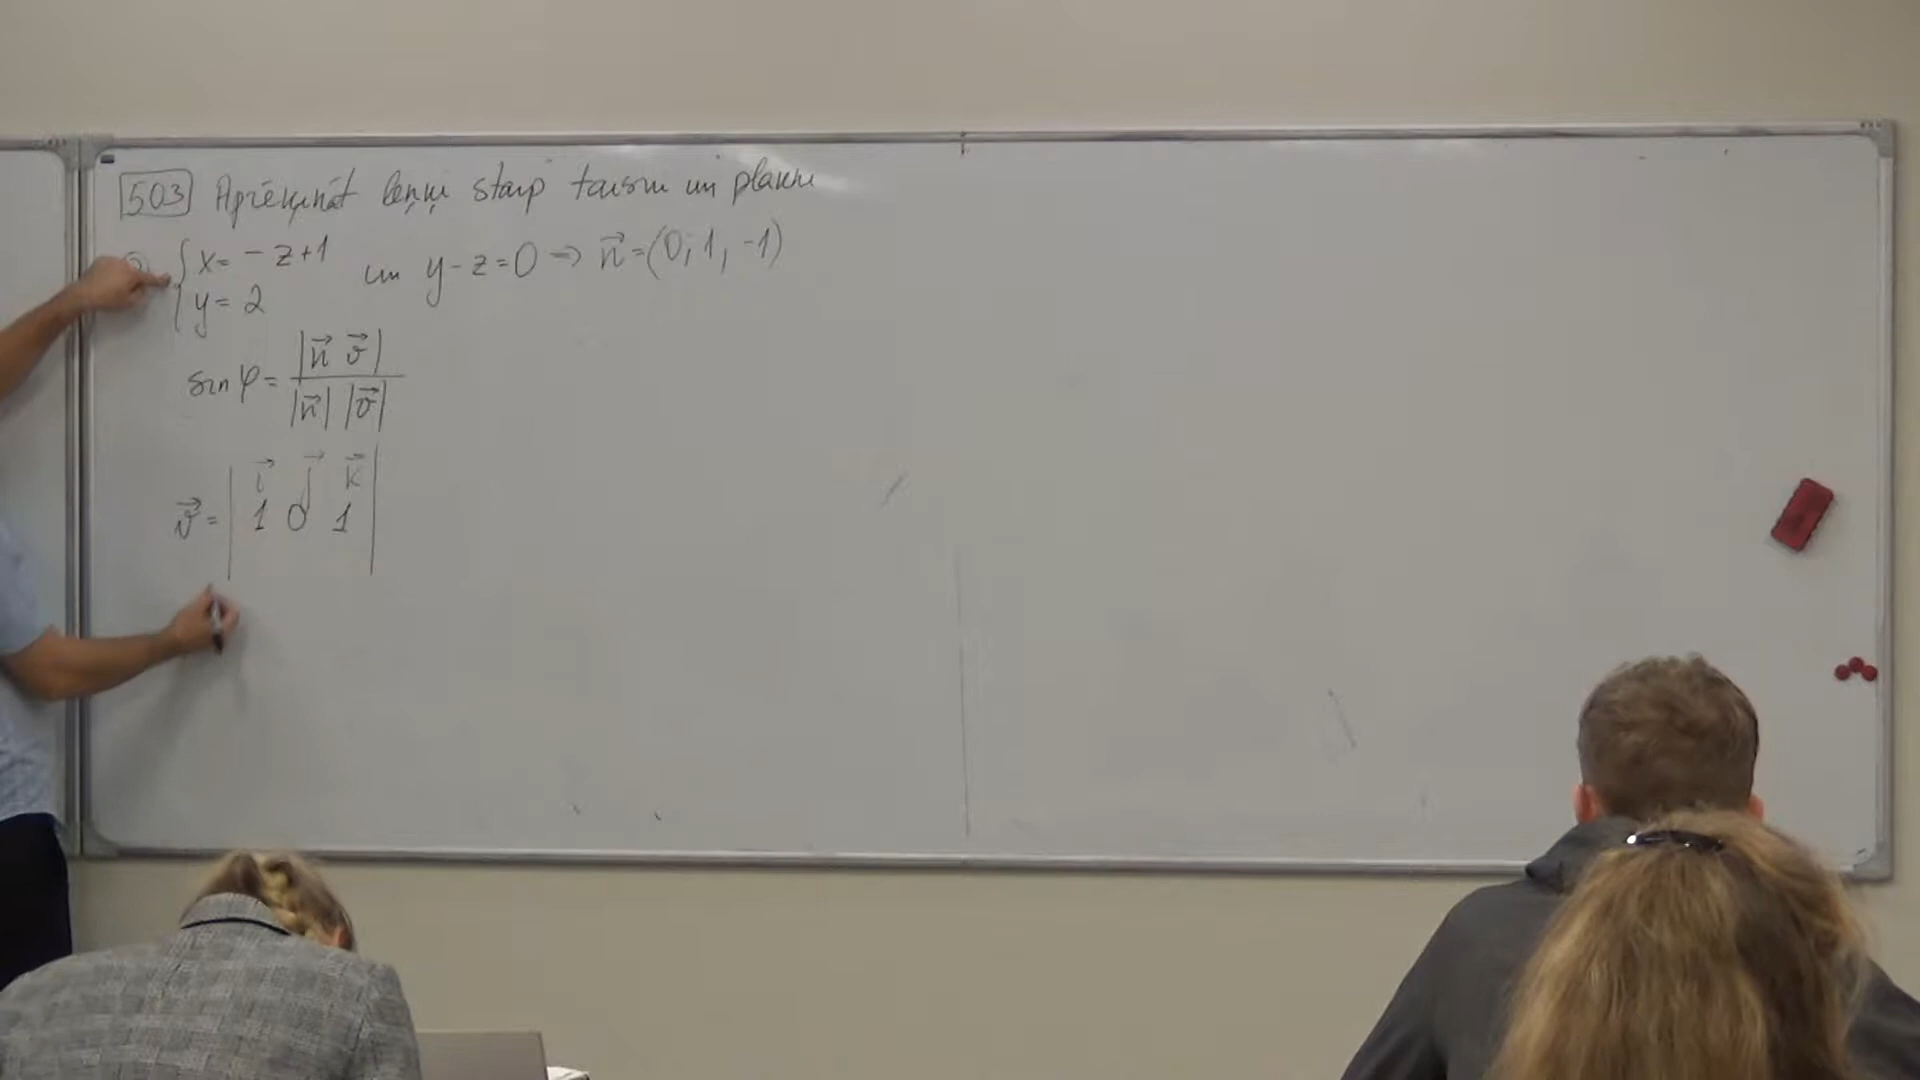 503 Aprēķināt leņķi starp taisni un plakni
{ x = - z + 1
y = 2
un y - z = 0 => n⃗ = (0; 1, -1)
sin φ = |n⃗ v⃗| / |n⃗| |v⃗|
v⃗ = | i⃗ j⃗ k⃗ |
1 0 1